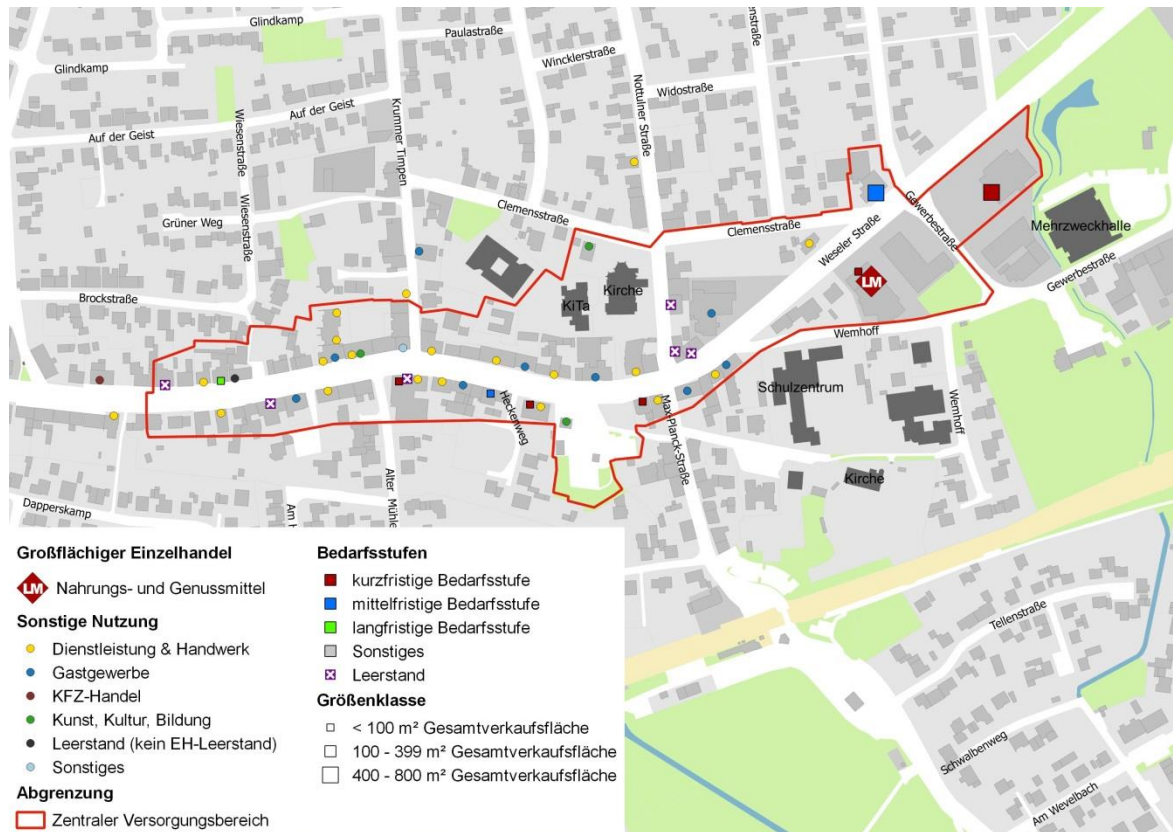 Glindkamp
Paulastraße
Glindkamp
Wincklerstraße
Widostraße
Auf der Geist
Auf der Geist
Wiesenstraße
Krummer Timpen
Nottulner Straße
Grüner Weg
Wiesenstraße
Clemensstraße
Clemensstraße
Gewerbestraße
Weseler Straße
Mehrzweckhalle
Gewerbestraße
Brockstraße
KiTa
Kirche
LM
Wemhoff
Schulzentrum
Heckenweg
Max-Planck-Straße
Wemhoff
Kirche
Dapperskamp
Am H
Alter Mühle
Tellenstraße
Schwalbenweg
Am Wevelbach
Großflächiger Einzelhandel
LM Nahrungs- und Genussmittel
Sonstige Nutzung
Dienstleistung & Handwerk
Gastgewerbe
KFZ-Handel
Kunst, Kultur, Bildung
Leerstand (kein EH-Leerstand)
Sonstiges
Abgrenzung
Zentraler Versorgungsbereich
Bedarfsstufen
kurzfristige Bedarfsstufe
mittelfristige Bedarfsstufe
langfristige Bedarfsstufe
Sonstiges
Leerstand
Größenklasse
< 100 m² Gesamtverkaufsfläche
100 - 399 m² Gesamtverkaufsfläche
400 - 800 m² Gesamtverkaufsfläche